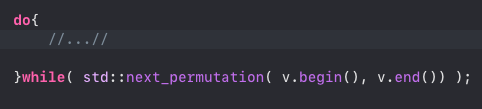 do{
//...//
}while( std::next_permutation( v.begin(), v.end()) );